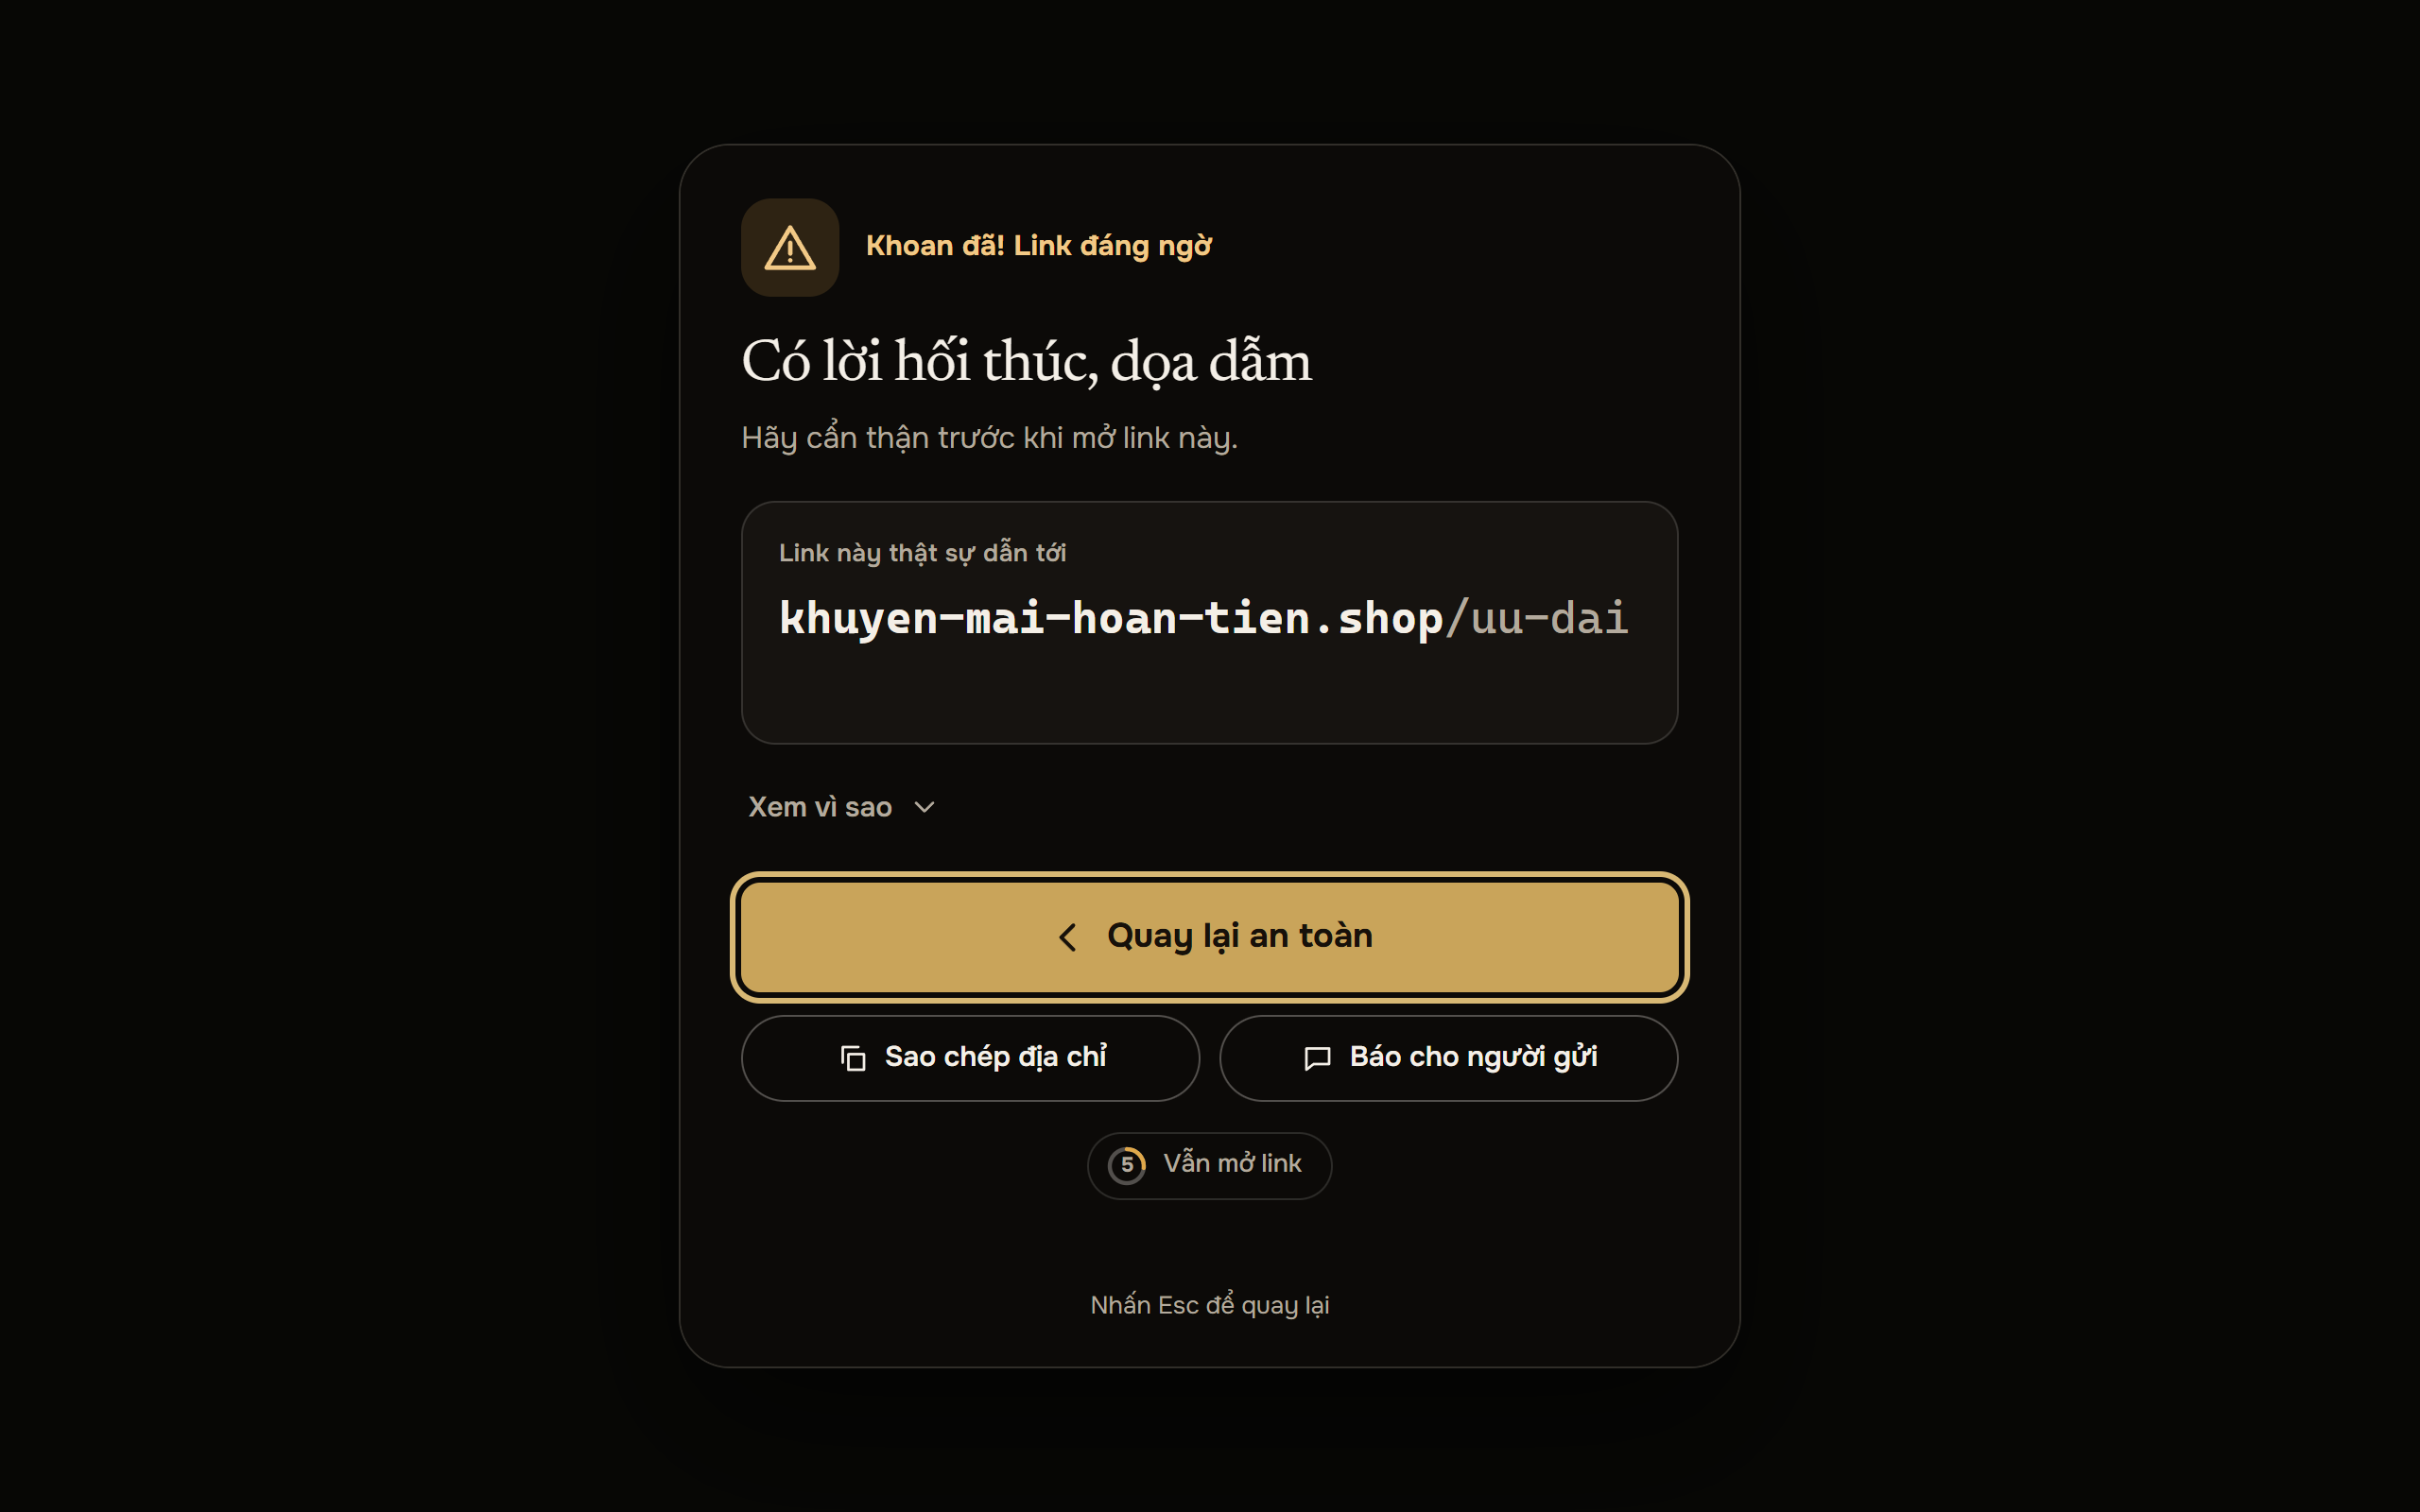 Khoan đã! Link đáng ngờ
Có lời hối thúc, dọa dẫm
Hãy cẩn thận trước khi mở link này.
Link này thật sự dẫn tới
khuyen-mai-hoan-tien.shop/uu-dai
Xem vì sao
Quay lại an toàn
Sao chép địa chỉ
Báo cho người gửi
5 Vẫn mở link
Nhấn Esc để quay lại